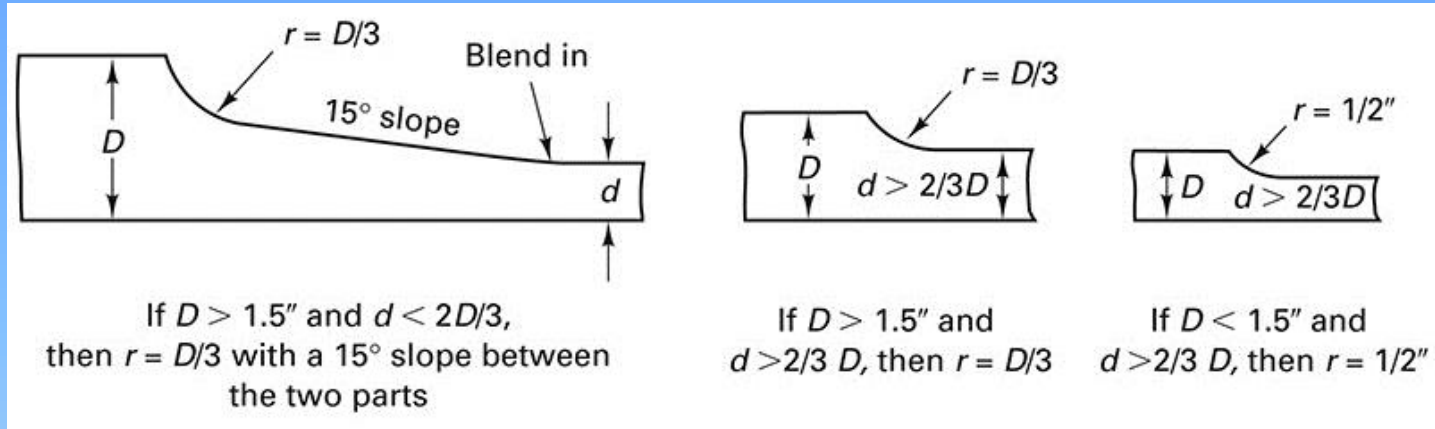 r = D/3
Blend in
15° slope
D
d
If D > 1.5″ and d < 2D/3,
then r = D/3 with a 15° slope between
the two parts
r = D/3
D
d > 2/3D
If D > 1.5″ and
d >2/3 D, then r = D/3
r = 1/2″
D
d > 2/3D
If D < 1.5″ and
d >2/3 D, then r = 1/2″